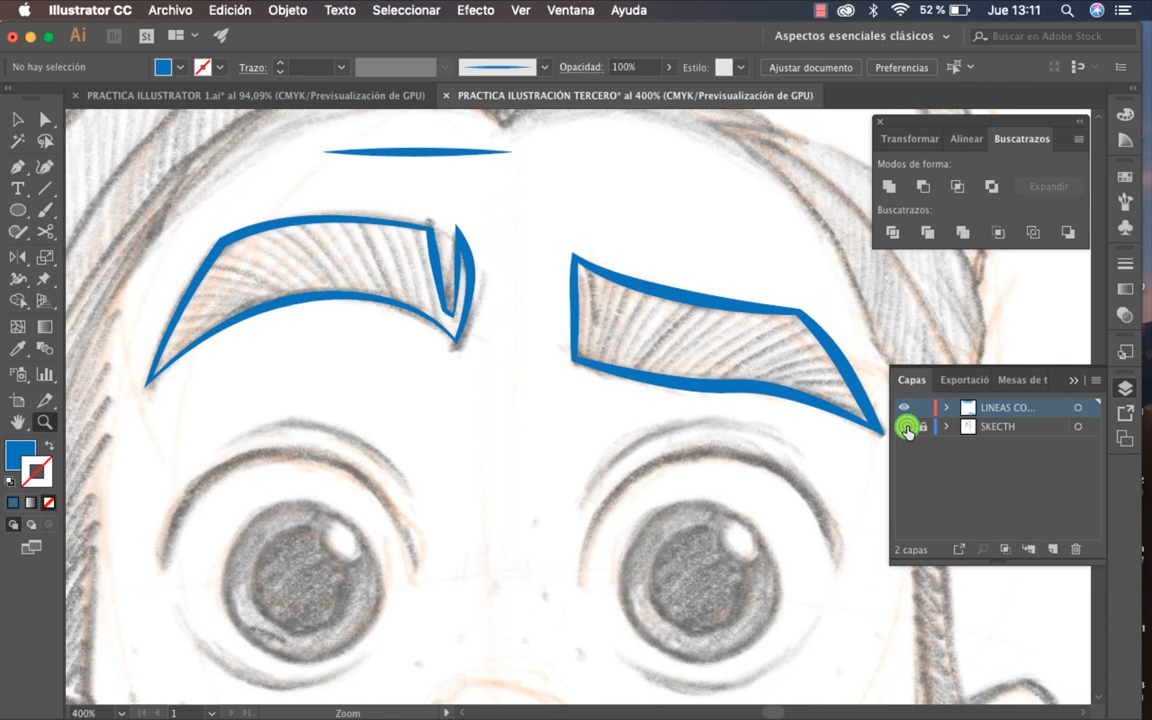 Illustrator CC Archivo Edición Objeto Texto Seleccionar Efecto Ver Ventana Ayuda 52 % Jue 13:11
Ai Br St Aspectos esenciales clásicos Buscar en Adobe Stock
No hay selección Trazo: Opacidad: 100% Estilo: Ajustar documento Preferencias
PRACTICA ILLUSTRATOR 1.ai* al 94,09% (CMYK/Previsualización de GPU) PRACTICA ILUSTRACIÓN TERCERO* al 400% (CMYK/Previsualización de GPU)
Transformar Alinear Buscatrazos
Modos de forma:
Expandir
Buscatrazos:
Capas Exportació Mesas de t
LINEAS CO...
SKECTH
2 capas
400% 1 Zoom